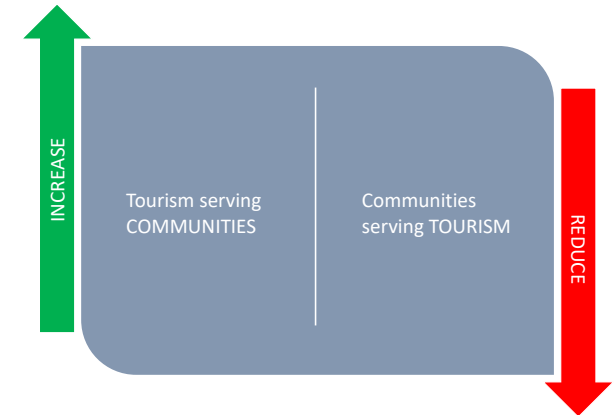 INCREASE
Tourism serving
COMMUNITIES
Communities
serving TOURISM
REDUCE